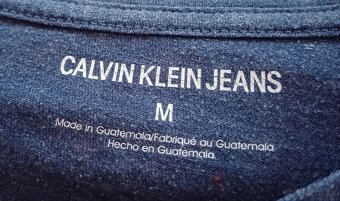 CALVIN KLEIN JEANS
M
Made in Guatemala/Fabriqué au Guatemala
Hecho en Guatemala